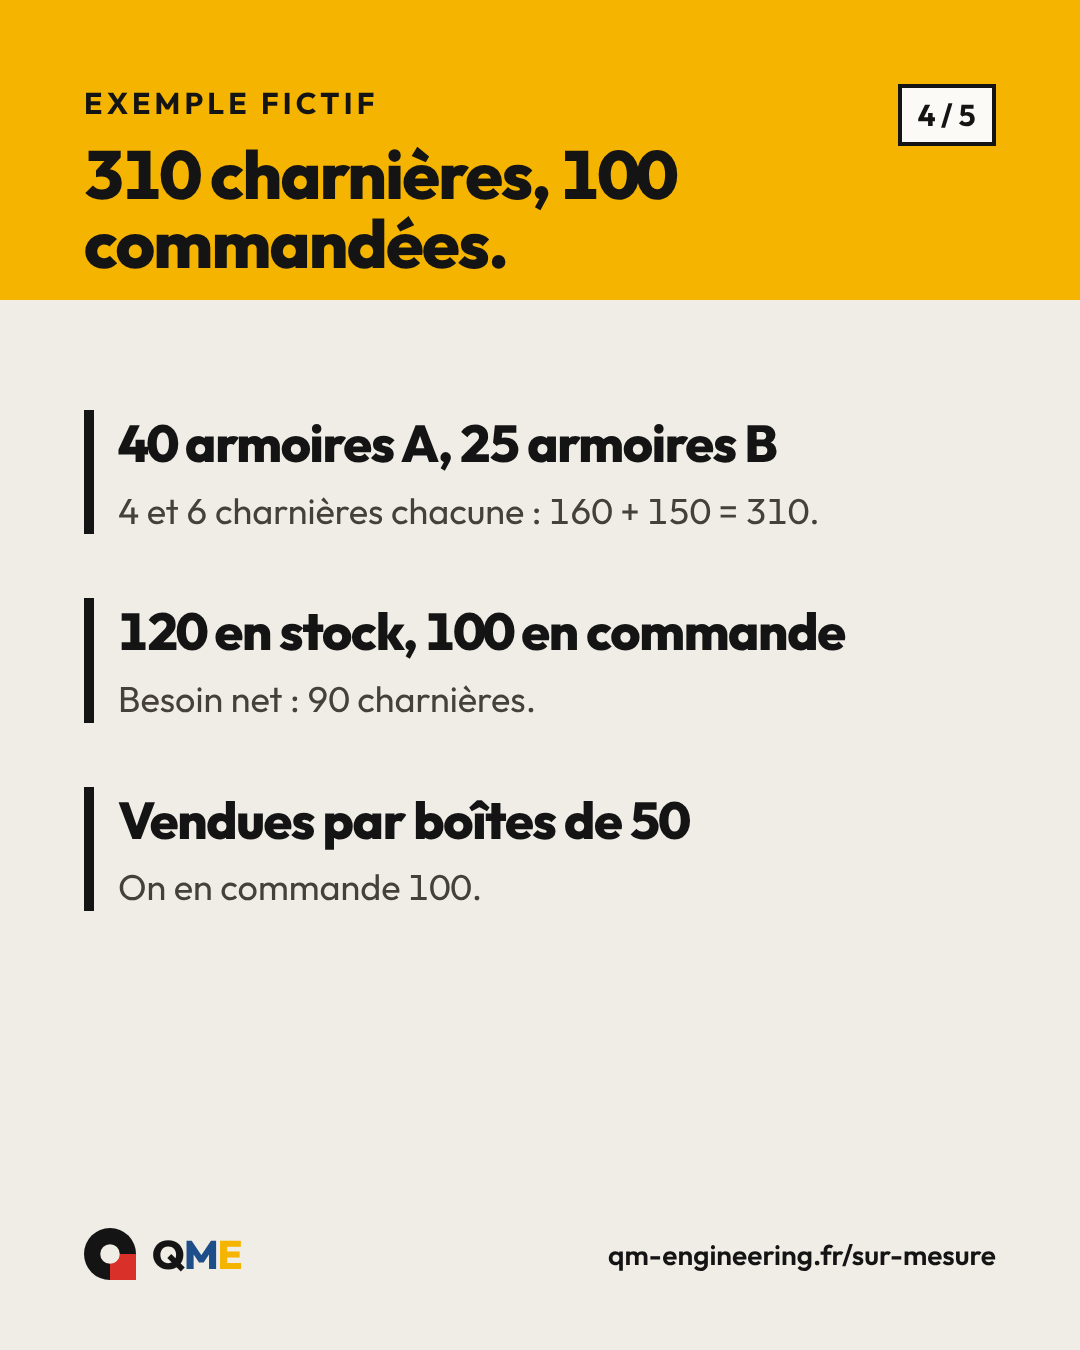 EXEMPLE FICTIF
4 / 5
310 charnières, 100
commandées.
40 armoires A, 25 armoires B
4 et 6 charnières chacune : 160 + 150 = 310.
120 en stock, 100 en commande
Besoin net : 90 charnières.
Vendues par boîtes de 50
On en commande 100.
QME
qm-engineering.fr/sur-mesure